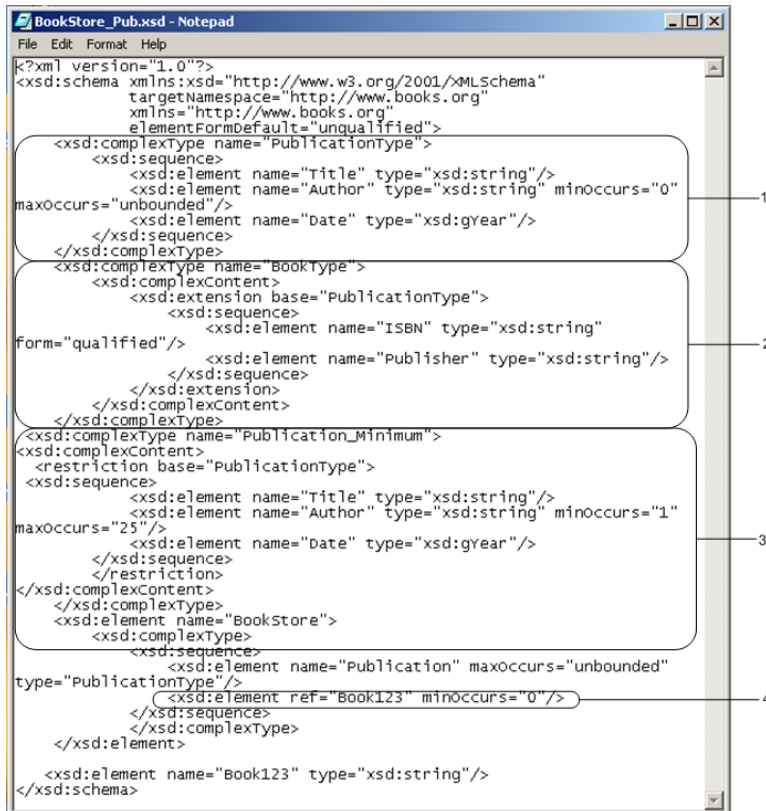 BookStore_Pub.xsd - Notepad
File Edit Format Help
<?xml version="1.0"?>
<xsd:schema xmlns:xsd="http://www.w3.org/2001/XMLSchema"
targetNamespace="http://www.books.org"
xmlns="http://www.books.org"
elementFormDefault="unqualified">
<xsd:complexType name="PublicationType">
<xsd:sequence>
<xsd:element name="Title" type="xsd:string"/>
<xsd:element name="Author" type="xsd:string" minOccurs="0"
maxOccurs="unbounded"/>
<xsd:element name="Date" type="xsd:gYear"/>
</xsd:sequence>
</xsd:complexType>
1
<xsd:complexType name="BookType">
<xsd:complexContent>
<xsd:extension base="PublicationType">
<xsd:sequence>
<xsd:element name="ISBN" type="xsd:string"
form="qualified"/>
<xsd:element name="Publisher" type="xsd:string"/>
</xsd:sequence>
</xsd:extension>
</xsd:complexContent>
</xsd:complexType>
2
<xsd:complexType name="Publication_Minimum">
<xsd:complexContent>
<restriction base="PublicationType">
<xsd:sequence>
<xsd:element name="Title" type="xsd:string"/>
<xsd:element name="Author" type="xsd:string" minOccurs="1"
maxOccurs="25"/>
<xsd:element name="Date" type="xsd:gYear"/>
</xsd:sequence>
</restriction>
</xsd:complexContent>
</xsd:complexType>
<xsd:element name="BookStore">
<xsd:complexType>
3
<xsd:sequence>
<xsd:element name="Publication" maxOccurs="unbounded"
type="PublicationType"/>
<xsd:element ref="Book123" minOccurs="0"/>
4
</xsd:sequence>
</xsd:complexType>
</xsd:element>
<xsd:element name="Book123" type="xsd:string"/>
</xsd:schema>